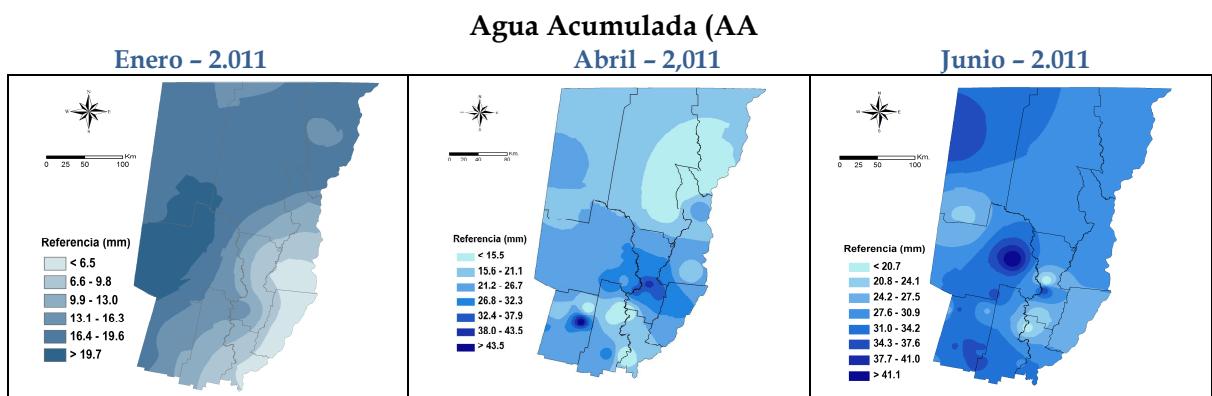 Agua Acumulada (AA
Enero – 2.011
Abril – 2,011
Junio – 2.011
N
W E
S
Km
0 25 50 100
Referencia (mm)
< 6.5
6.6 - 9.8
9.9 - 13.0
13.1 - 16.3
16.4 - 19.6
> 19.7
N
W E
S
Km.
0 20 40 80
Referencia (mm)
< 15.5
15.6 - 21.1
21.2 - 26.7
26.8 - 32.3
32.4 - 37.9
38.0 - 43.5
> 43.5
N
W E
S
Km.
0 25 50 100
Referencia (mm)
< 20.7
20.8 - 24.1
24.2 - 27.5
27.6 - 30.9
31.0 - 34.2
34.3 - 37.6
37.7 - 41.0
> 41.1